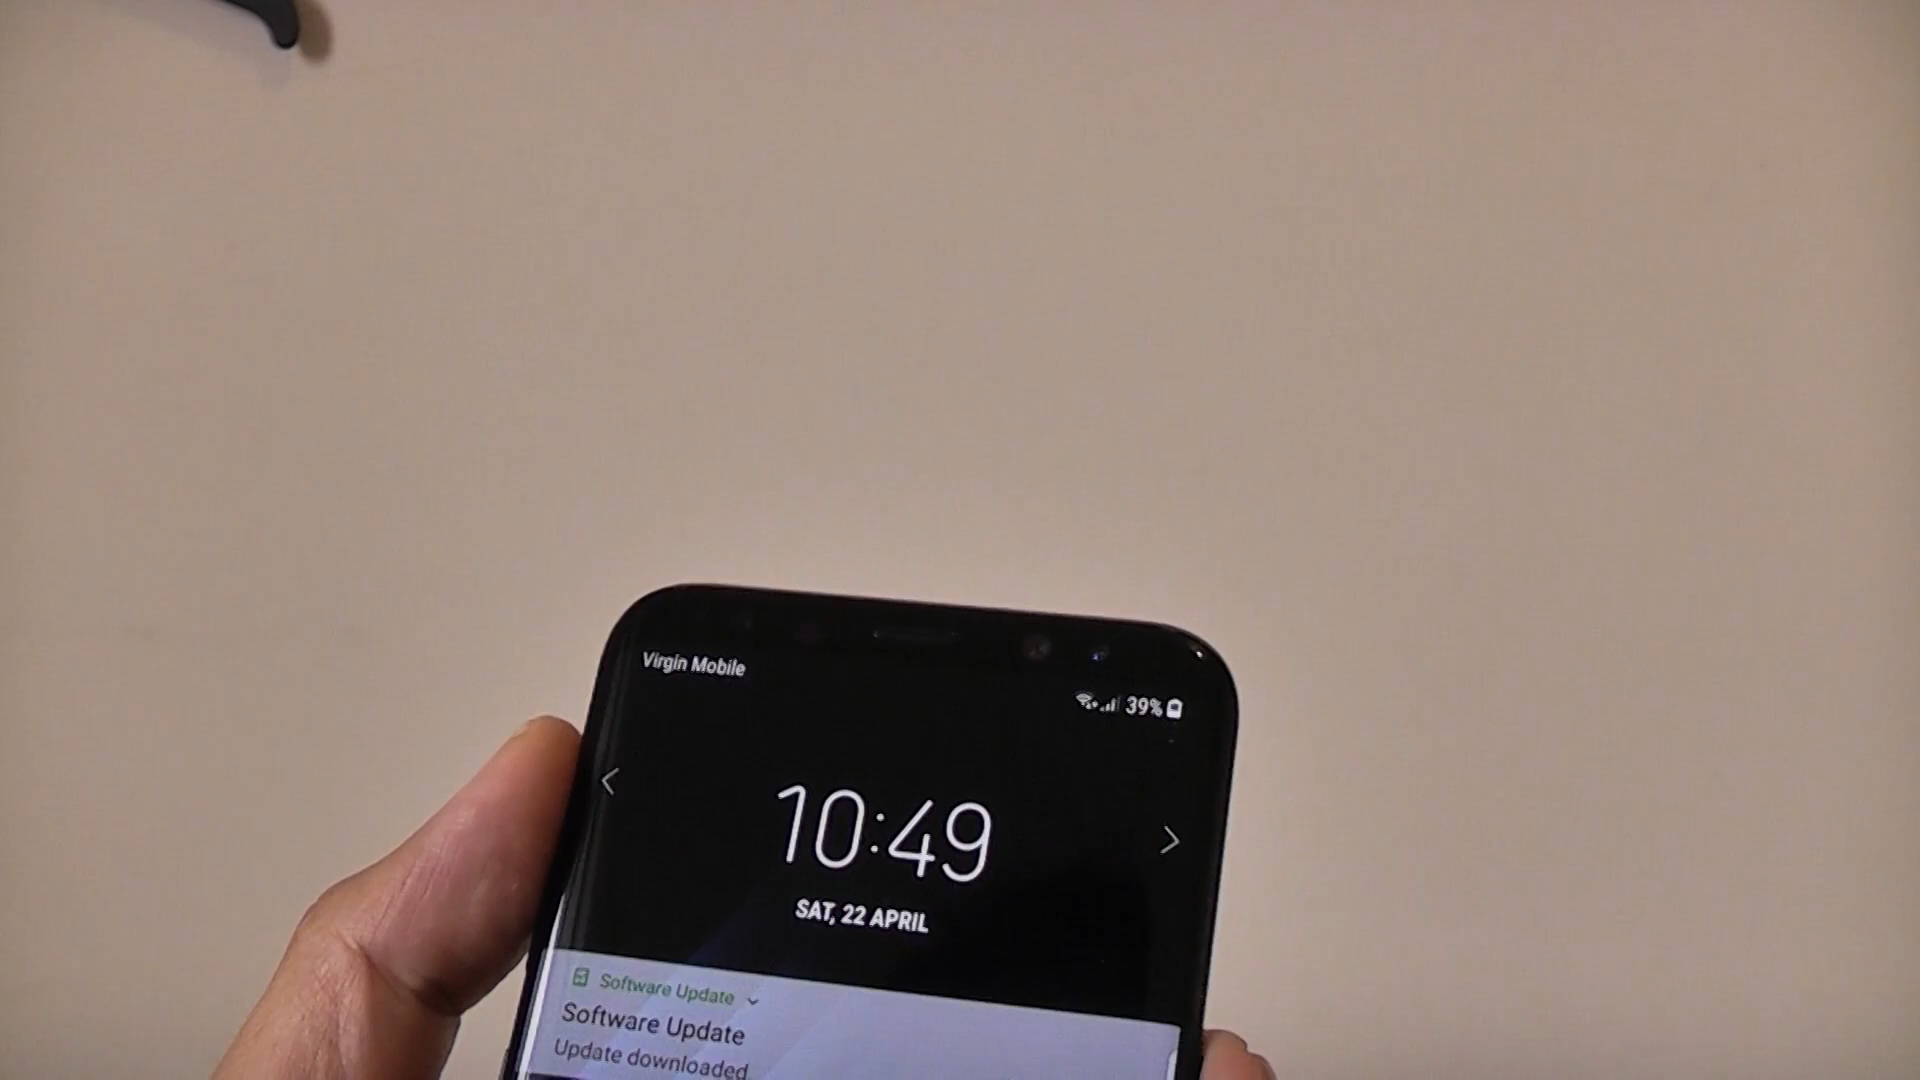 Virgin Mobile
39%
10:49
SAT, 22 APRIL
Software Update
Software Update
Update downloaded